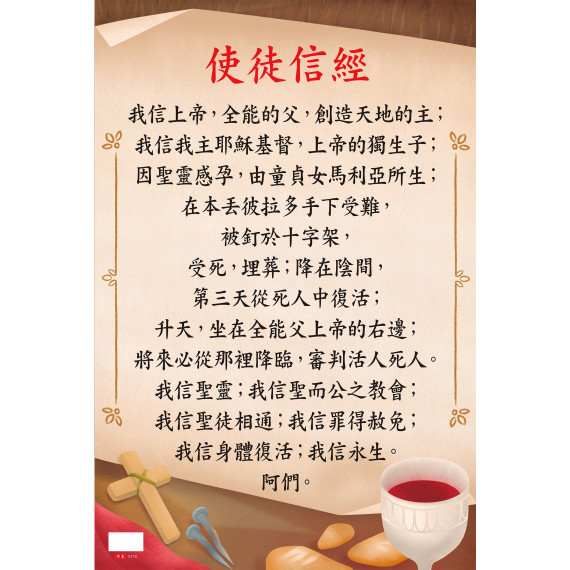 使徒信經
我信上帝，全能的父，創造天地的主；
我信我主耶穌基督，上帝的獨生子；
因聖靈感孕，由童貞女馬利亞所生；
在本丟彼拉多手下受難，
被釘於十字架，
受死，埋葬；降在陰間，
第三天從死人中復活；
升天，坐在全能父上帝的右邊；
將來必從那裡降臨，審判活人死人。
我信聖靈；我信聖而公之教會；
我信聖徒相通；我信罪得赦免；
我信身體復活；我信永生。
阿們。